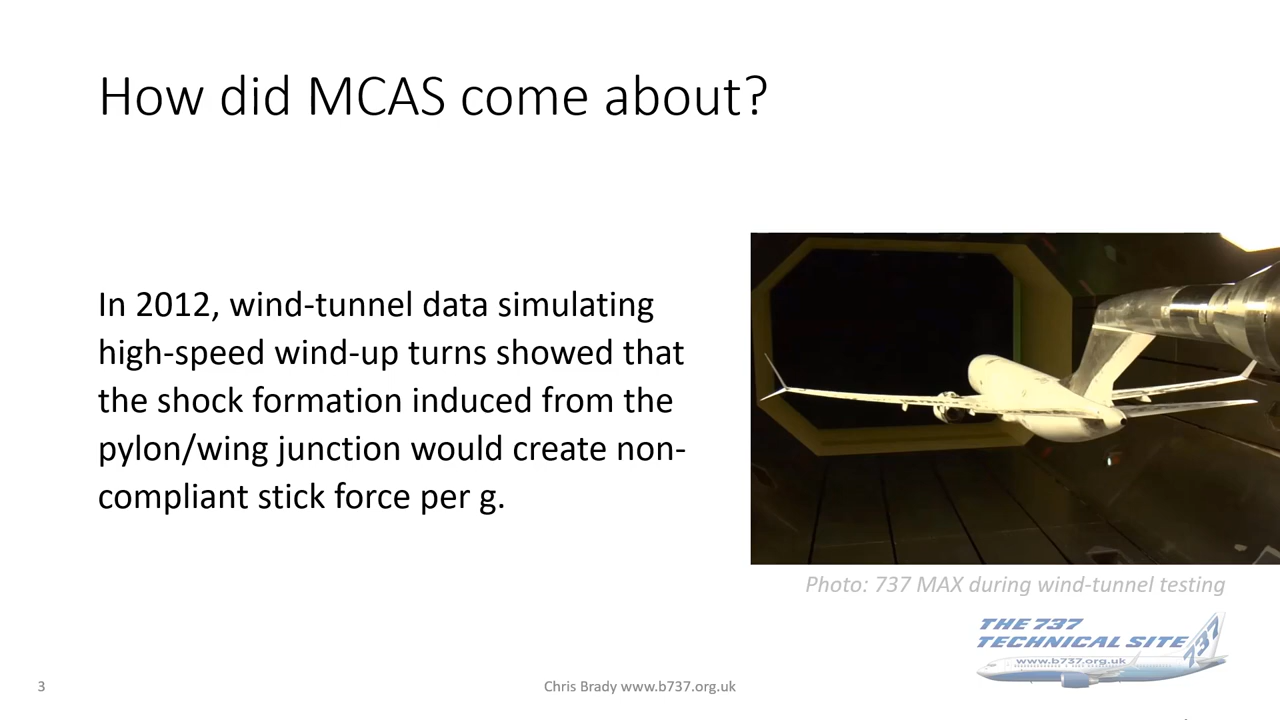 How did MCAS come about?
In 2012, wind-tunnel data simulating
high-speed wind-up turns showed that
the shock formation induced from the
pylon/wing junction would create non-
compliant stick force per g.
Photo: 737 MAX during wind-tunnel testing
THE 737
TECHNICAL SITE
737
www.b737.org.uk
3
Chris Brady www.b737.org.uk